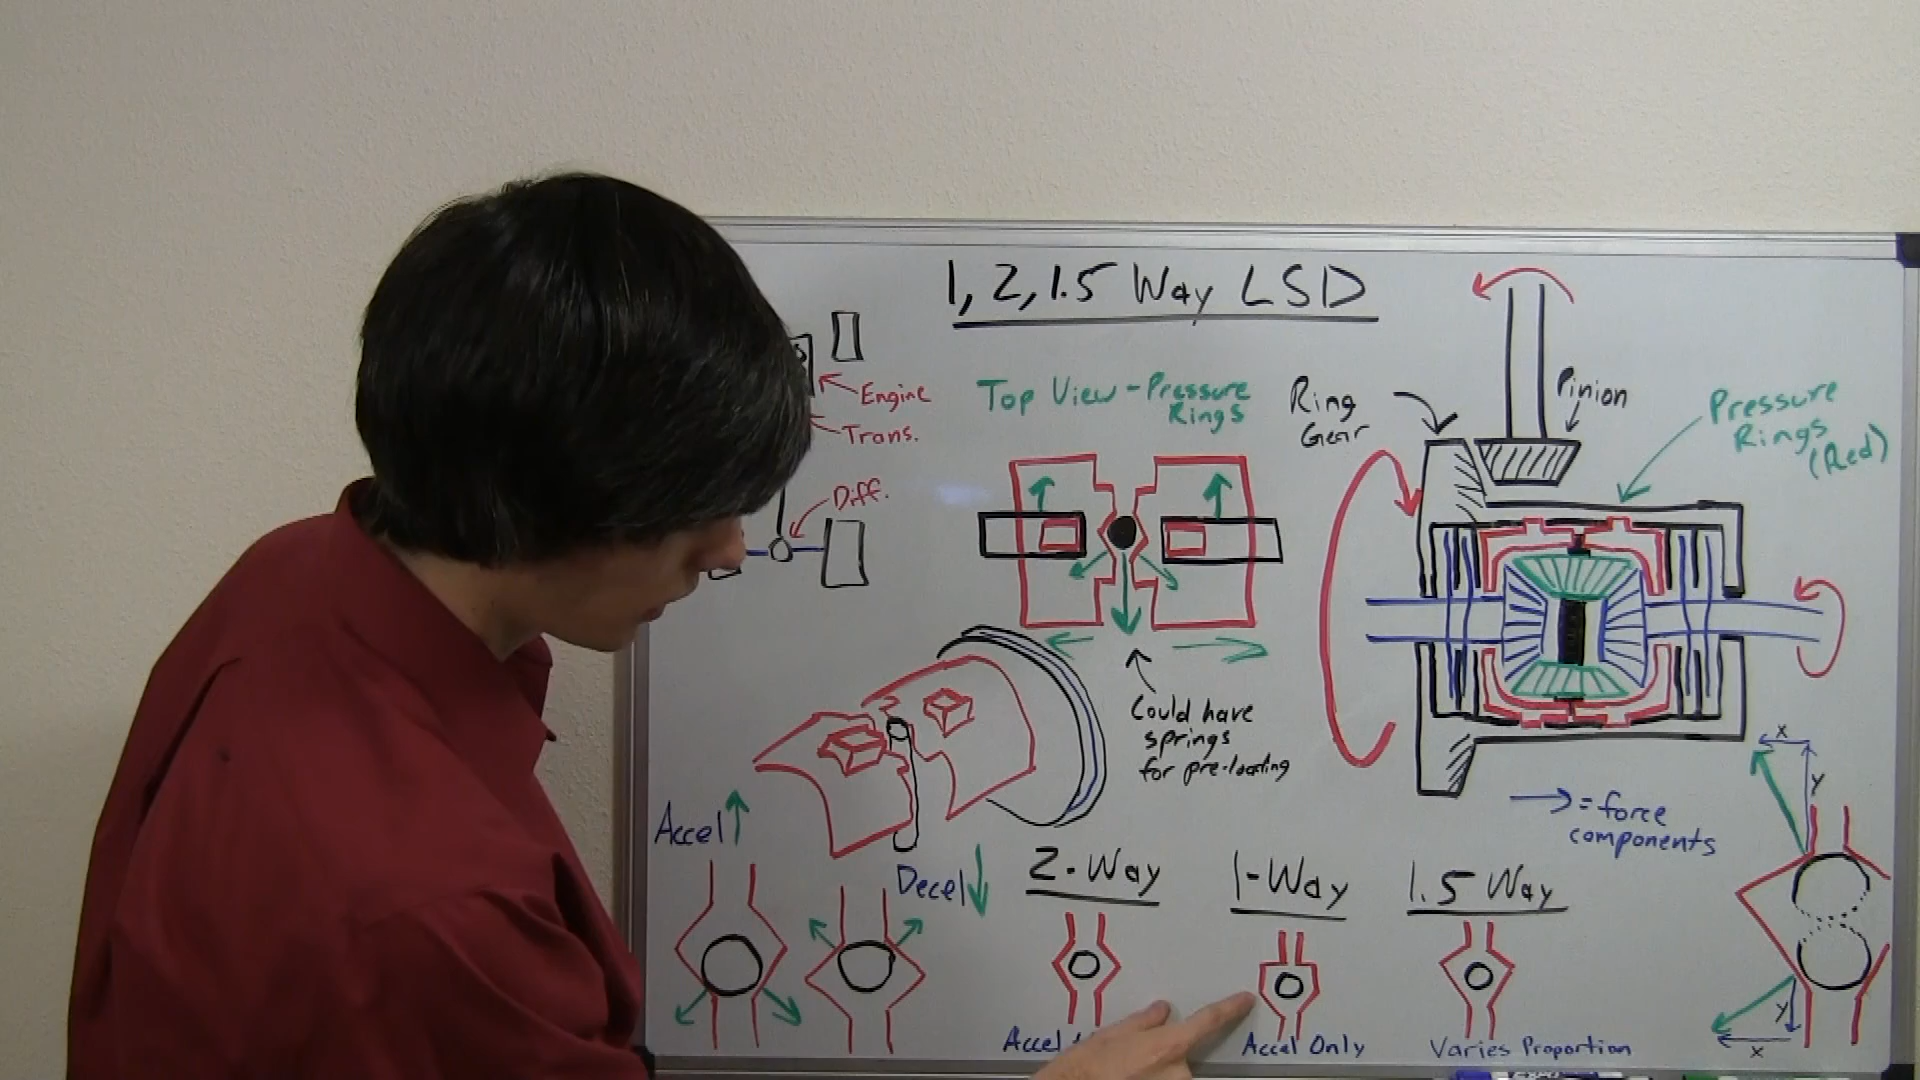 1, 2, 1.5 Way LSD
Engine
Trans.
Diff.
Top View - Pressure
Rings
Ring
Gear
Pinion
Pressure
Rings
(Red)
Could have
springs
for pre-loading
→ = force
components
x
y
Accel ↑
Decel ↓
2-Way
1-Way
1.5 Way
Accel
Accel Only
Varies Proportion
y
x